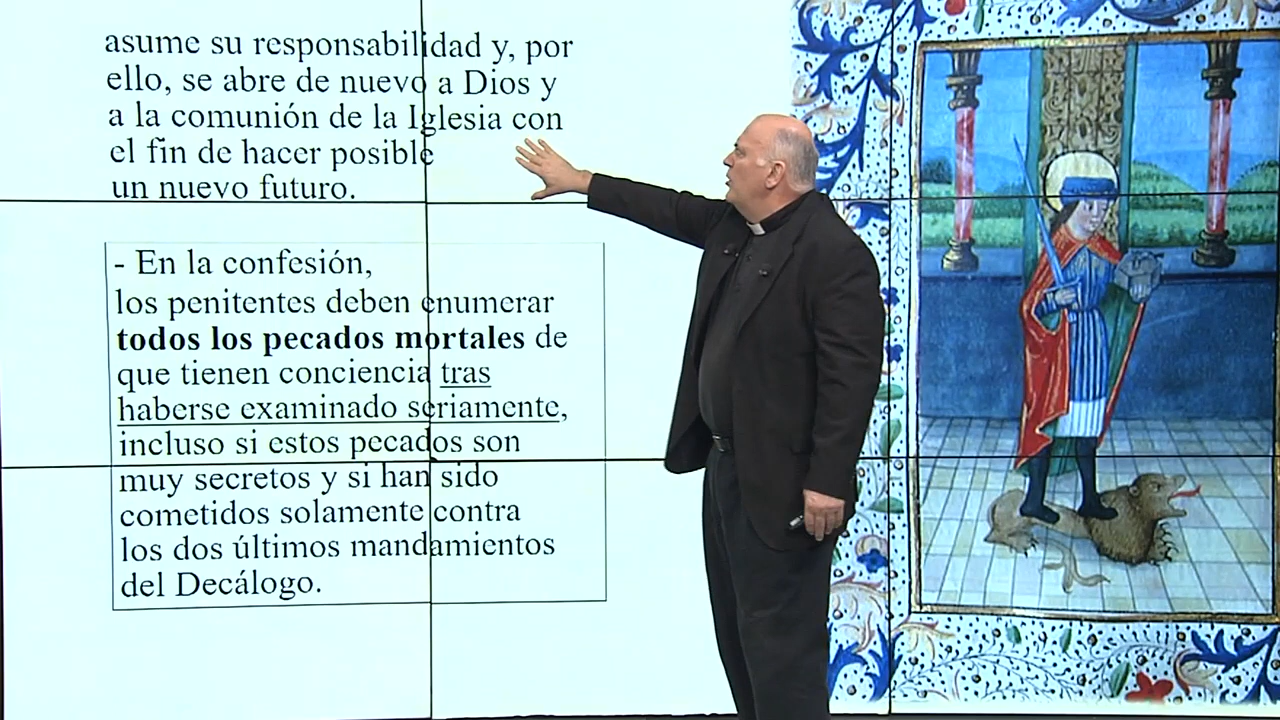 asume su responsabilidad y, por
ello, se abre de nuevo a Dios y
a la comunión de la Iglesia con
el fin de hacer posible
un nuevo futuro.
- En la confesión,
los penitentes deben enumerar
todos los pecados mortales de
que tienen conciencia tras
haberse examinado seriamente,
incluso si estos pecados son
muy secretos y si han sido
cometidos solamente contra
los dos últimos mandamientos
del Decálogo.